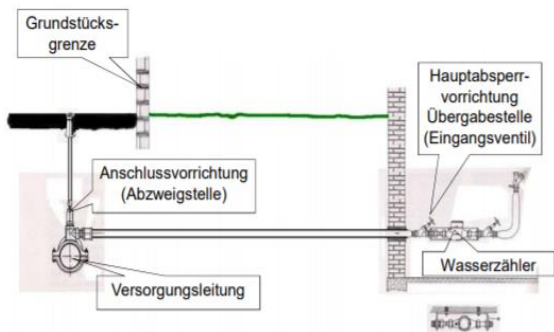 Grundstücks-
grenze
Hauptabsperr-
vorrichtung
Übergabestelle
(Eingangsventil)
Anschlussvorrichtung
(Abzweigstelle)
Wasserzähler
Versorgungsleitung